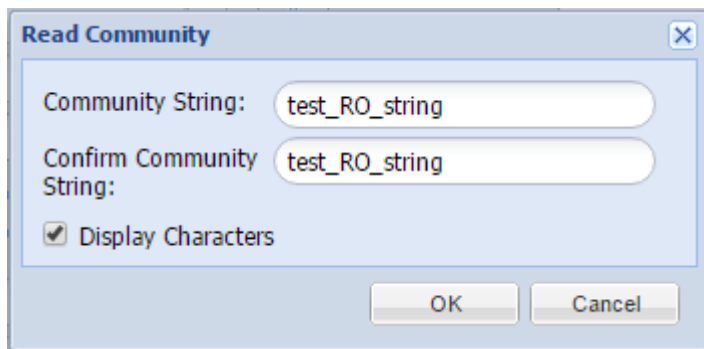 Read Community
Community String: test_RO_string
Confirm Community test_RO_string
String:
Display Characters
OK Cancel